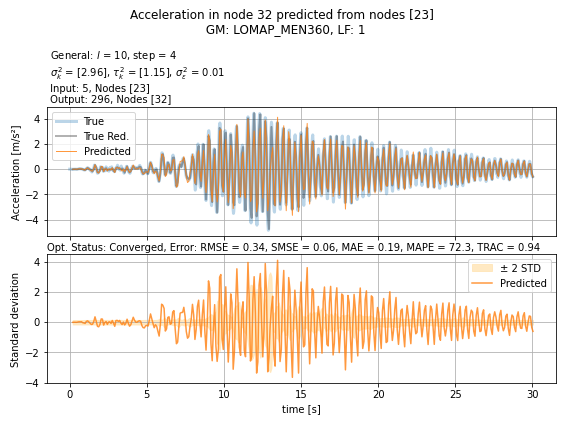 Acceleration in node 32 predicted from nodes [23]
GM: LOMAP_MEN360, LF: 1
General: l = 10, step = 4
σ²ₖ = [2.96], τ²ₖ = [1.15], σ²ε = 0.01
Input: 5, Nodes [23]
Output: 296, Nodes [32]
True
True Red.
Predicted
Acceleration [m/s²]
4
2
0
−2
−4
Opt. Status: Converged, Error: RMSE = 0.34, SMSE = 0.06, MAE = 0.19, MAPE = 72.3, TRAC = 0.94
± 2 STD
Predicted
Standard deviation
4
2
0
−2
−4
0 5 10 15 20 25 30
time [s]